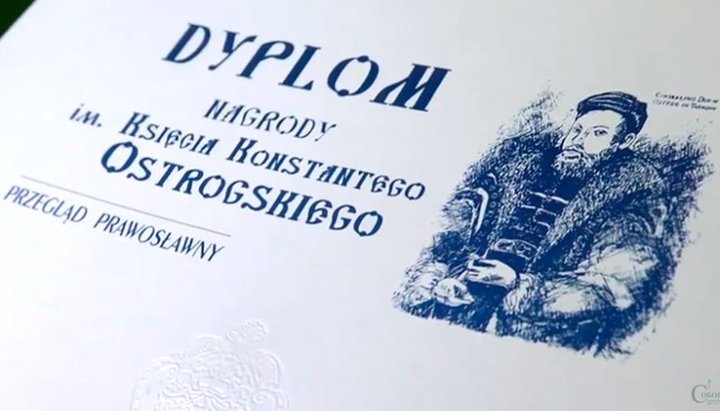 DYPLOM
NAGRODY
im. KSIĘCIA KONSTANTEGO
OSTROGSKIEGO
PRZEGLĄD PRAWOSŁAWNY